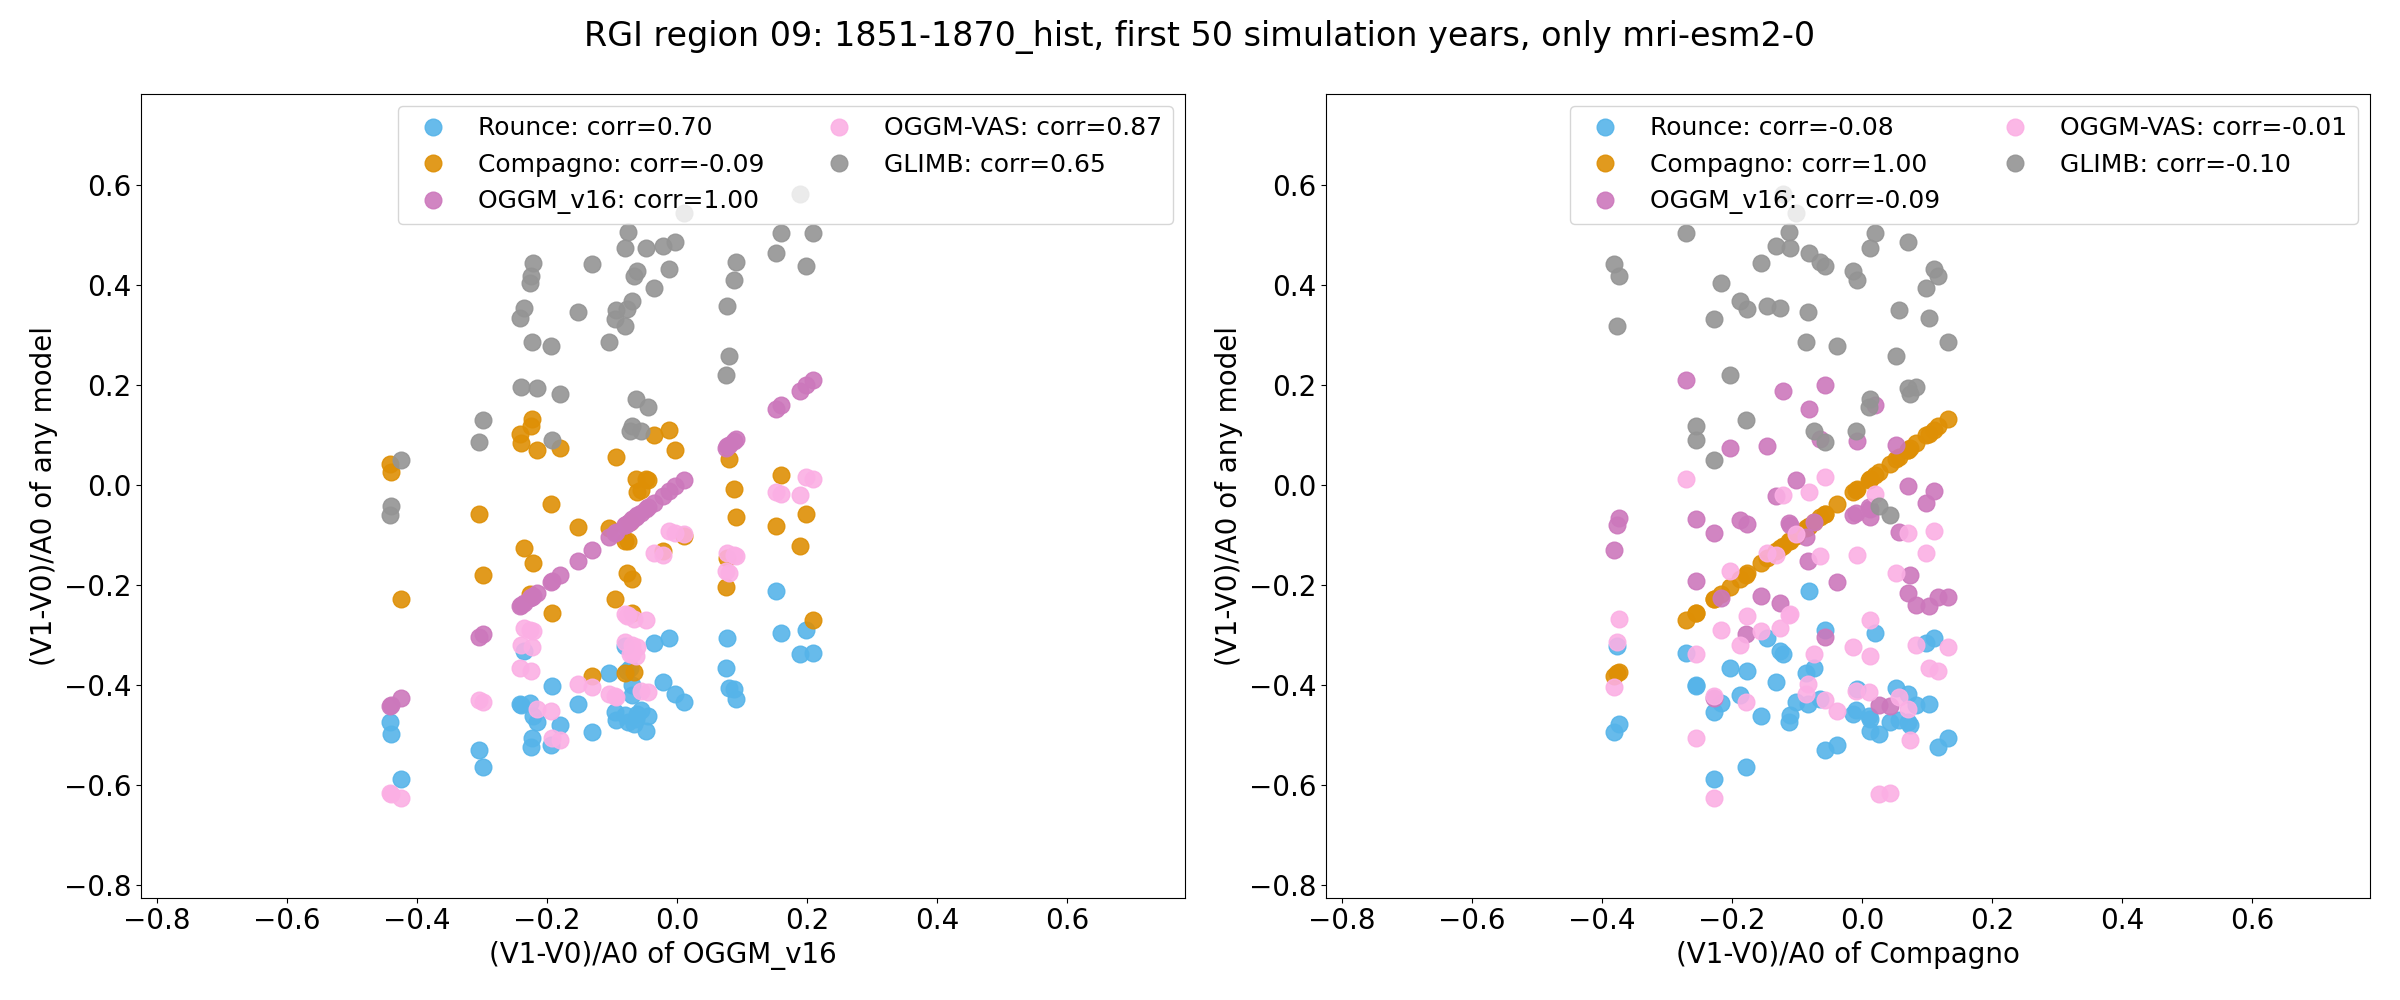 RGI region 09: 1851-1870_hist, first 50 simulation years, only mri-esm2-0
Rounce: corr=0.70
Compagno: corr=-0.09
OGGM_v16: corr=1.00
OGGM-VAS: corr=0.87
GLIMB: corr=0.65
(V1-V0)/A0 of any model
0.6
0.4
0.2
0.0
−0.2
−0.4
−0.6
−0.8
−0.8 −0.6 −0.4 −0.2 0.0 0.2 0.4 0.6
(V1-V0)/A0 of OGGM_v16
Rounce: corr=-0.08
Compagno: corr=1.00
OGGM_v16: corr=-0.09
OGGM-VAS: corr=-0.01
GLIMB: corr=-0.10
(V1-V0)/A0 of any model
0.6
0.4
0.2
0.0
−0.2
−0.4
−0.6
−0.8
−0.8 −0.6 −0.4 −0.2 0.0 0.2 0.4 0.6
(V1-V0)/A0 of Compagno